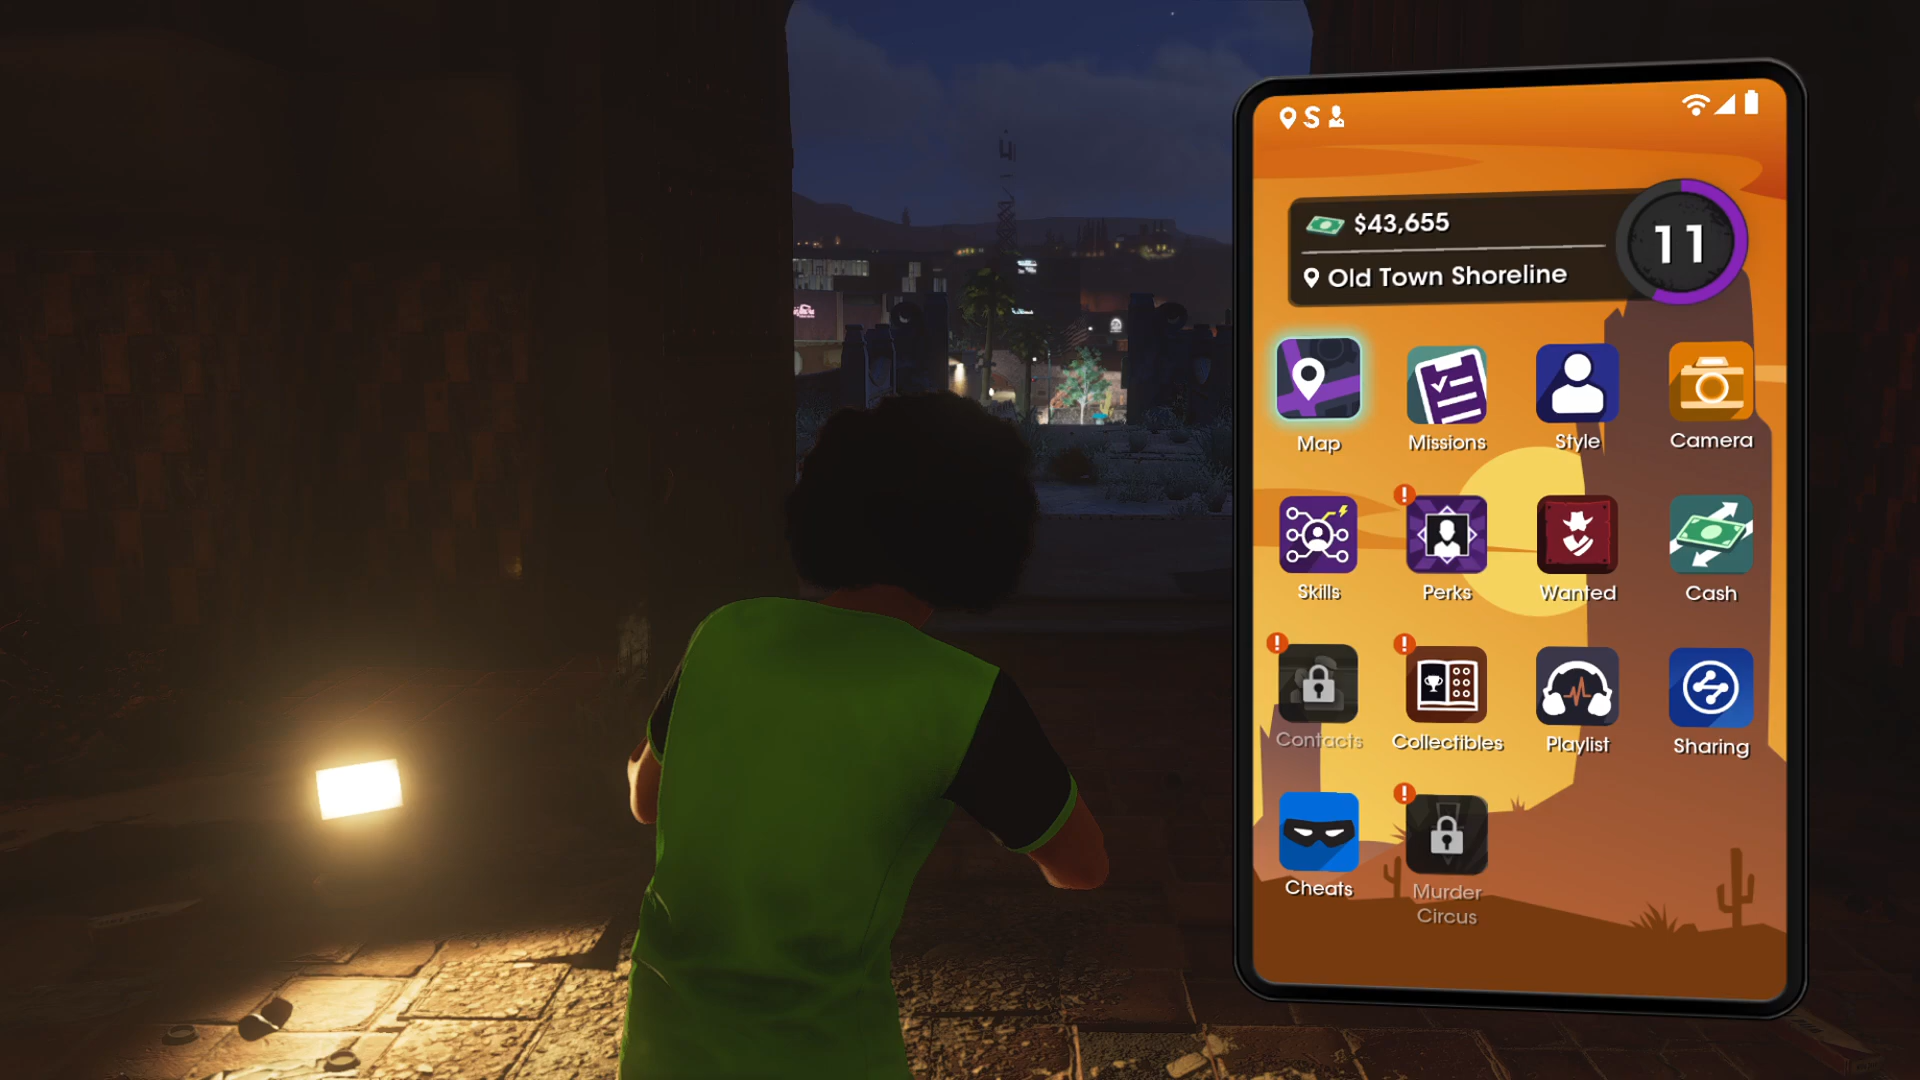 $43,655
11
Old Town Shoreline
Map
Missions
Style
Camera
Skills
Perks
Wanted
Cash
Contacts
Collectibles
Playlist
Sharing
Cheats
Murder
Circus